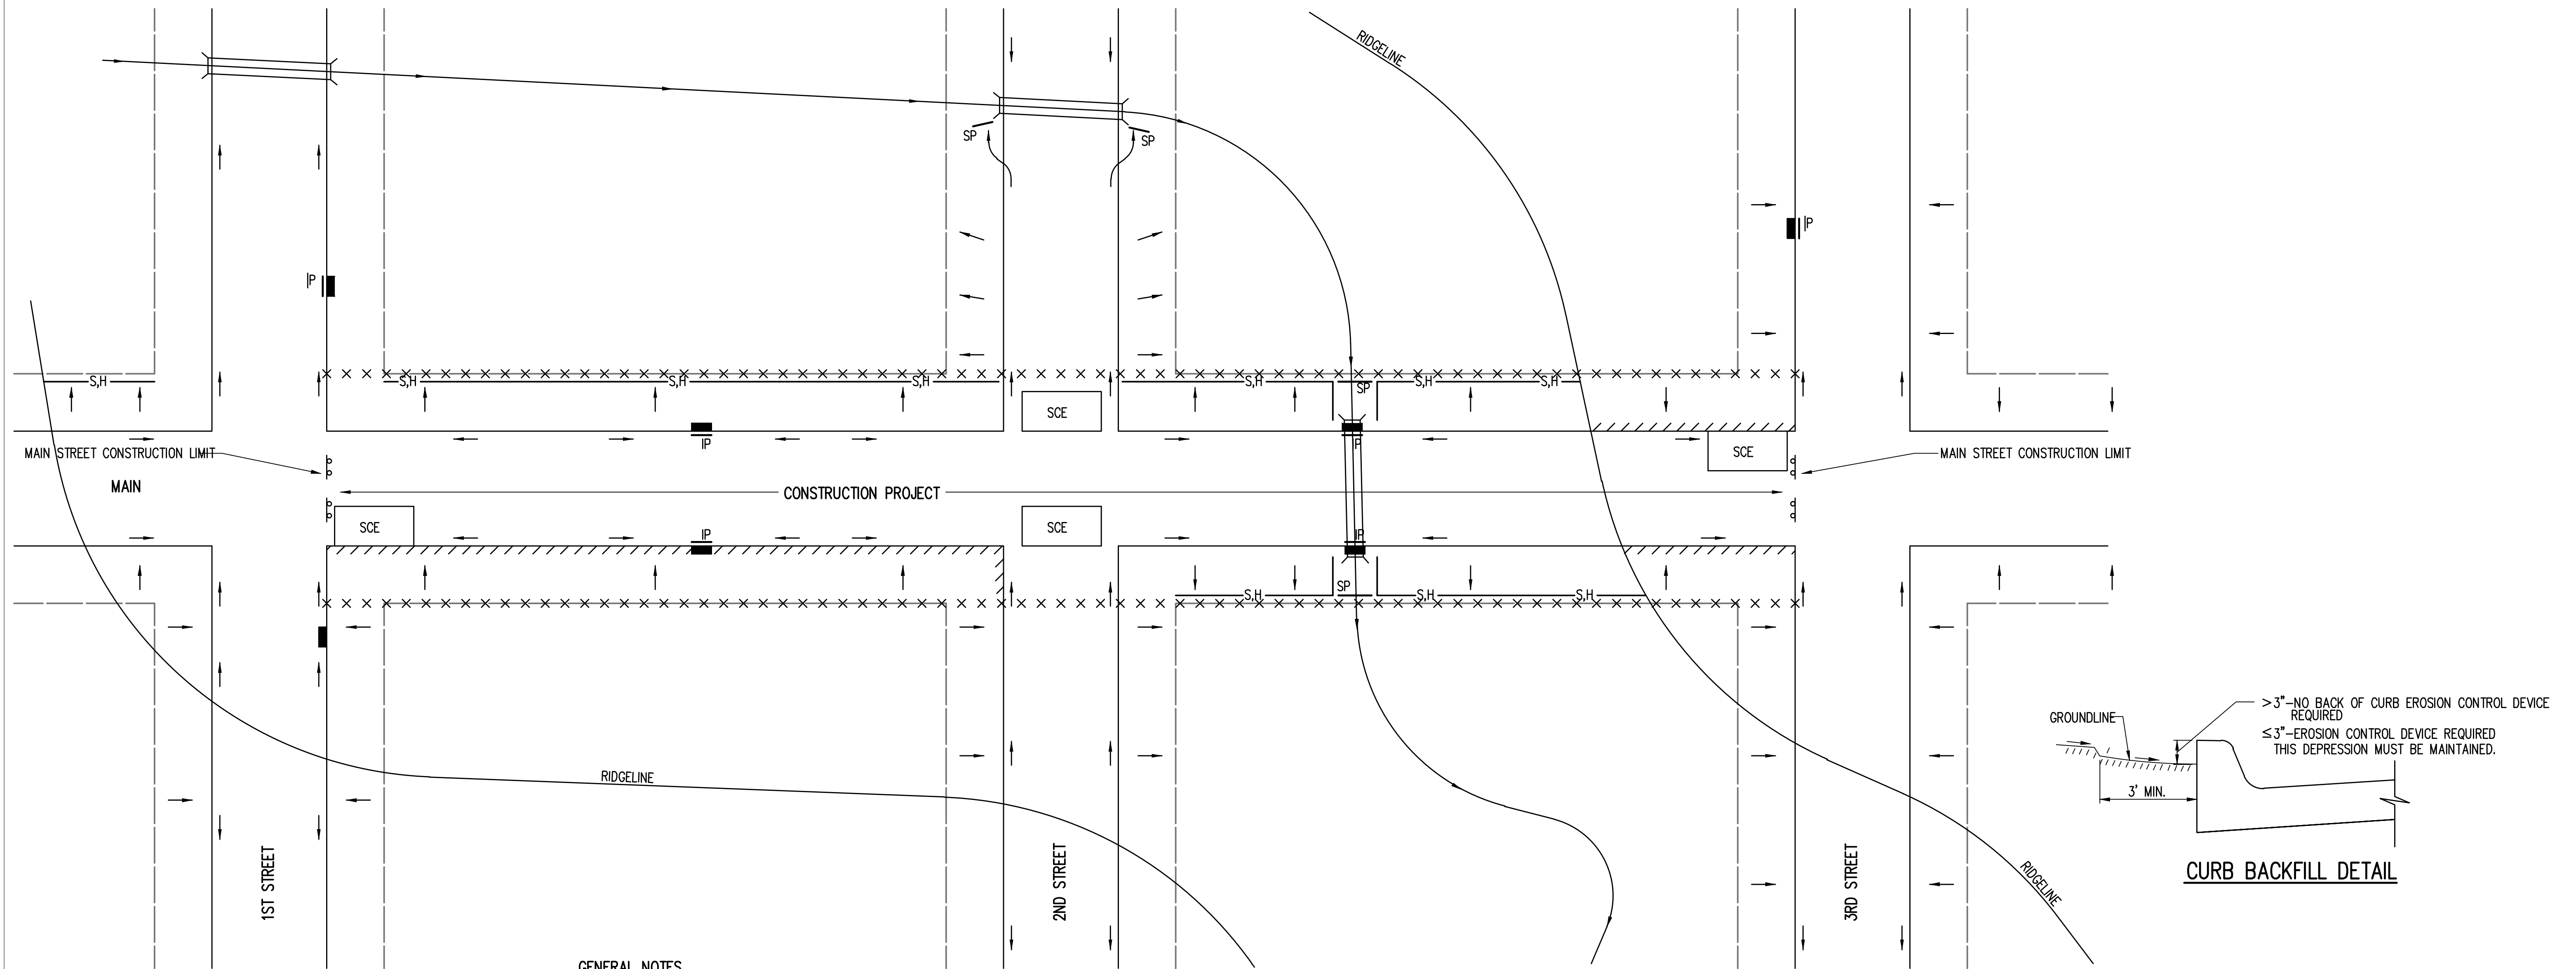 RIDGELINE
SP
SP
IP
IP
S,H
S,H
S,H
S,H
S,H
SP
S,H
S,H
SCE
IP
IP
SCE
MAIN STREET CONSTRUCTION LIMIT
MAIN STREET CONSTRUCTION LIMIT
MAIN
CONSTRUCTION PROJECT
SCE
SCE
IP
IP
SP
S,H
S,H
S,H
RIDGELINE
>3"-NO BACK OF CURB EROSION CONTROL DEVICE
REQUIRED
GROUNDLINE
≤3"-EROSION CONTROL DEVICE REQUIRED
THIS DEPRESSION MUST BE MAINTAINED.
3' MIN.
CURB BACKFILL DETAIL
1ST STREET
2ND STREET
3RD STREET
RIDGELINE
GENERAL NOTES